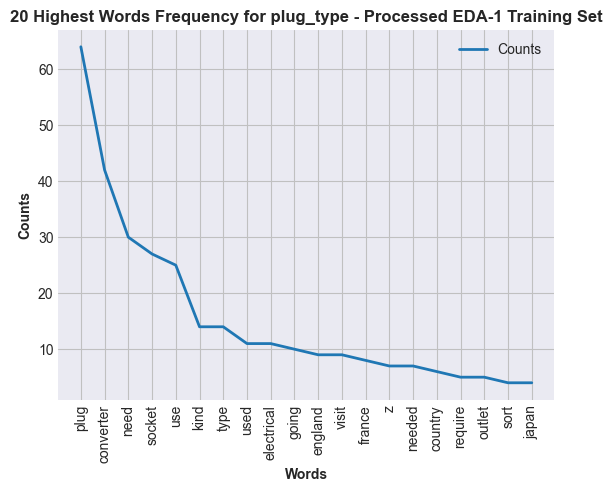 20 Highest Words Frequency for plug_type - Processed EDA-1 Training Set
Counts
60
50
40
30
20
10
Counts
plug
converter
need
socket
use
kind
type
used
electrical
going
england
visit
france
z
needed
country
require
outlet
sort
japan
Words